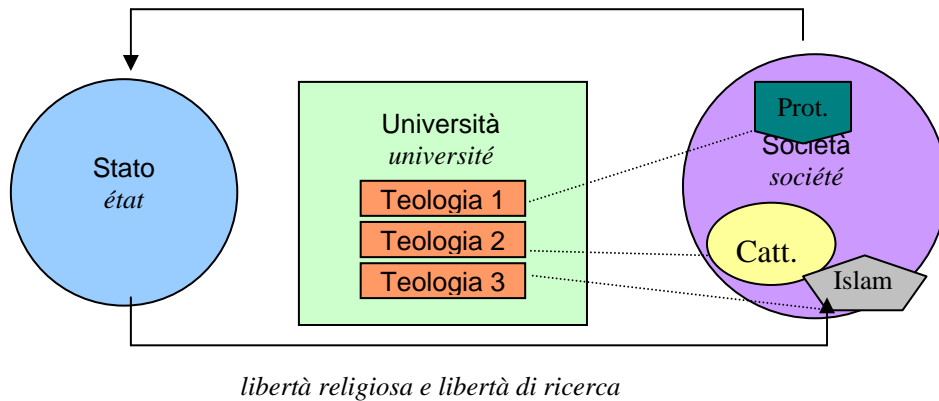 Stato
état
Università
université
Teologia 1
Teologia 2
Teologia 3
Prot.
Società
société
Catt.
Islam
libertà religiosa e libertà di ricerca